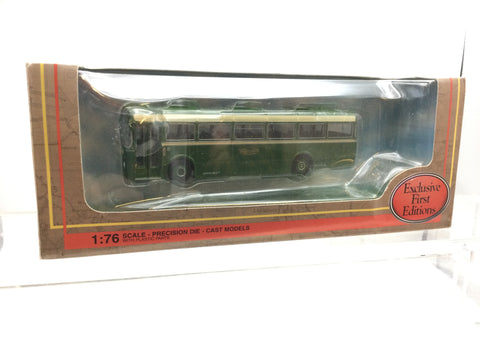 Exclusive
First
Editions
1:76 SCALE - PRECISION DIE - CAST MODELS
WITH PLASTIC PARTS